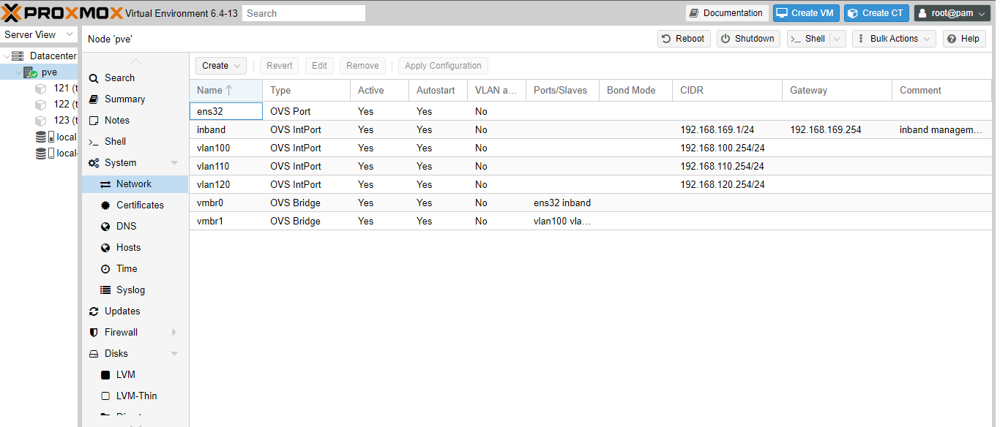 PROXMOX Virtual Environment 6.4-13 Search Documentation Create VM Create CT root@pam
Server View Node 'pve' Reboot Shutdown >_ Shell Bulk Actions Help
Datacenter
pve
121 (t
122 (t
123 (t
local
local-
Search
Summary
Notes
>_ Shell
System
Network
Certificates
DNS
Hosts
Time
Syslog
Updates
Firewall
Disks
LVM
LVM-Thin
Create Revert Edit Remove Apply Configuration
Name ↑ Type Active Autostart VLAN a... Ports/Slaves Bond Mode CIDR Gateway Comment
ens32 OVS Port Yes Yes No
inband OVS IntPort Yes Yes No 192.168.169.1/24 192.168.169.254 inband managem...
vlan100 OVS IntPort Yes Yes No 192.168.100.254/24
vlan110 OVS IntPort Yes Yes No 192.168.110.254/24
vlan120 OVS IntPort Yes Yes No 192.168.120.254/24
vmbr0 OVS Bridge Yes Yes No ens32 inband
vmbr1 OVS Bridge Yes Yes No vlan100 vla...